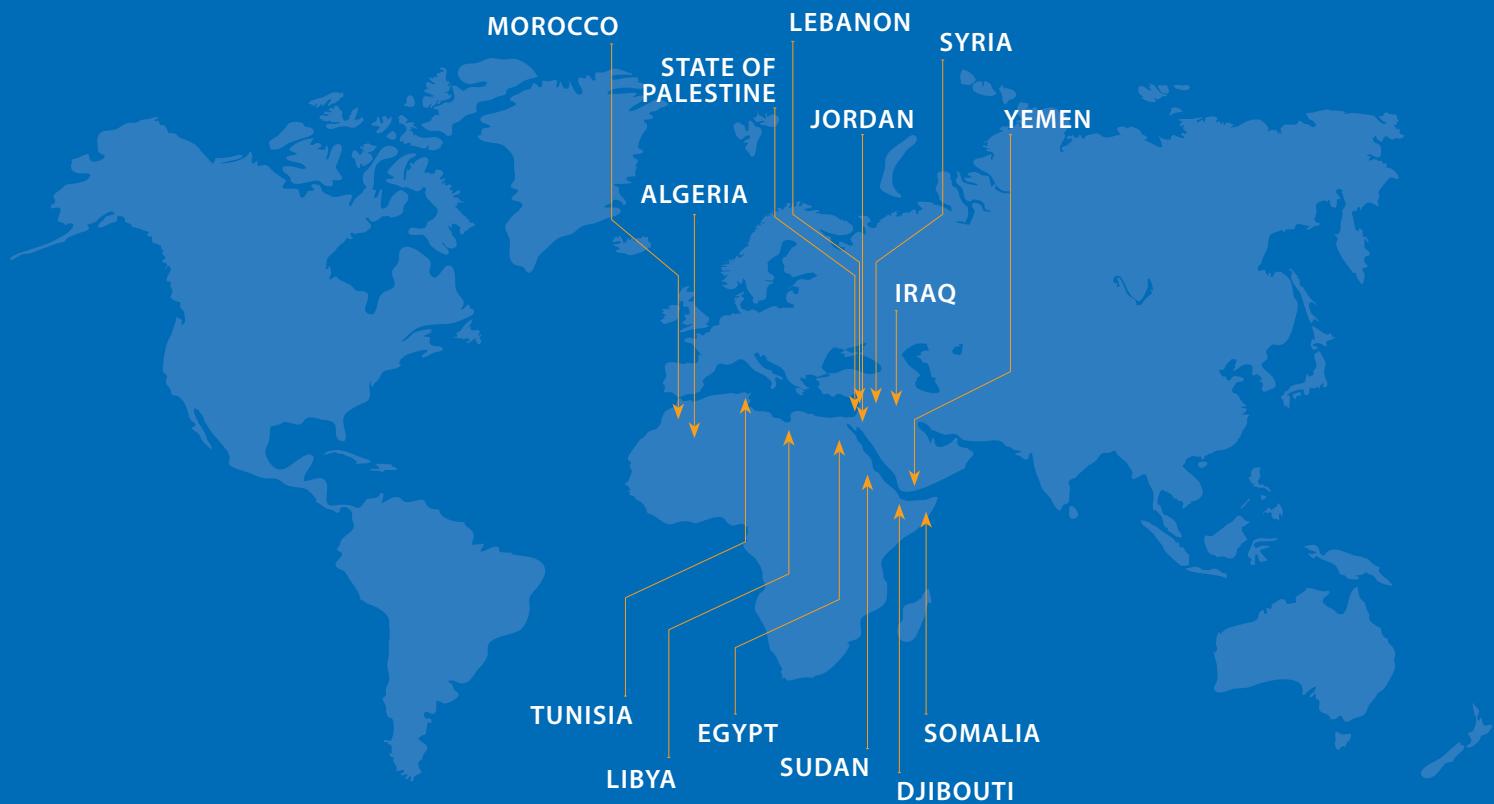 MOROCCO
LEBANON
SYRIA
STATE OF
PALESTINE
JORDAN
YEMEN
ALGERIA
IRAQ
TUNISIA
EGYPT
SOMALIA
SUDAN
LIBYA
DJIBOUTI